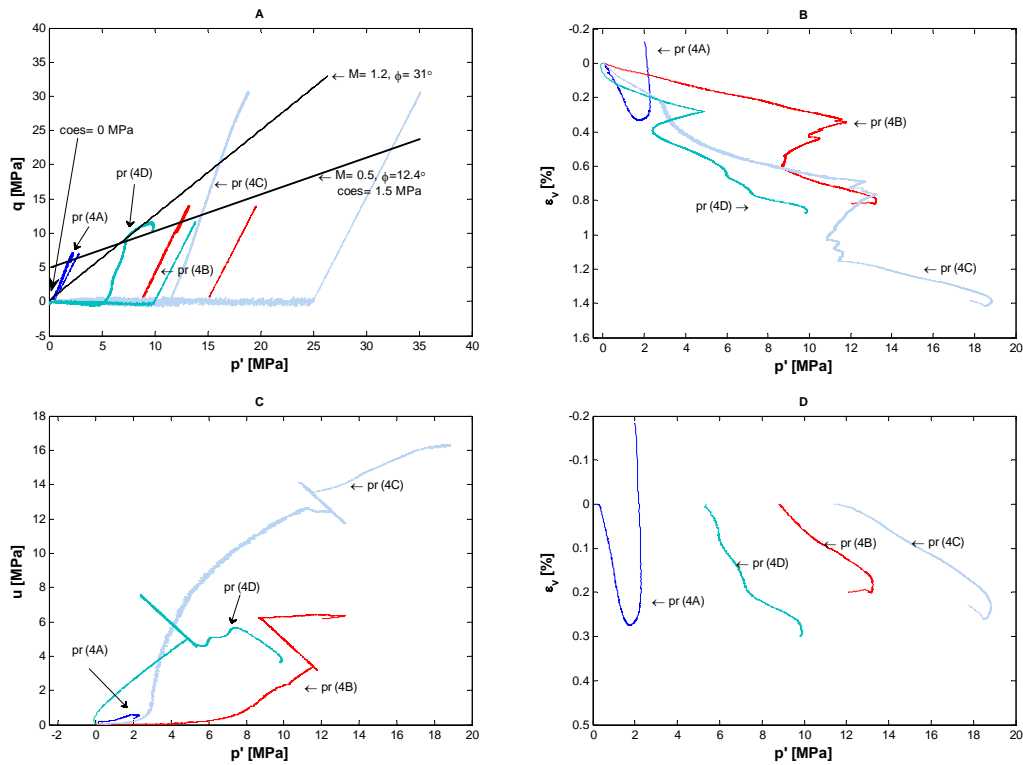 A
40
35
30
25
20
15
10
5
0
-5
q [MPa]
0
5
10
15
20
25
30
35
40
p' [MPa]
coes= 0 MPa
← M= 1.2, ϕ= 31°
pr (4D)
pr (4A)
← pr (4C)
← M= 0.5, ϕ=12.4°
coes= 1.5 MPa
← pr (4B)
B
-0.2
0
0.2
0.4
0.6
0.8
1
1.2
1.4
1.6
εv [%]
0
2
4
6
8
10
12
14
16
18
20
p' [MPa]
← pr (4A)
← pr (4B)
pr (4D) →
← pr (4C)
C
18
16
14
12
10
8
6
4
2
0
u [MPa]
-2
0
2
4
6
8
10
12
14
16
18
20
p' [MPa]
← pr (4C)
pr (4D)
pr (4A)
← pr (4B)
D
-0.2
-0.1
0
0.1
0.2
0.3
0.4
0.5
εv [%]
0
2
4
6
8
10
12
14
16
18
20
p' [MPa]
← pr (4B)
← pr (4C)
← pr (4D)
← pr (4A)